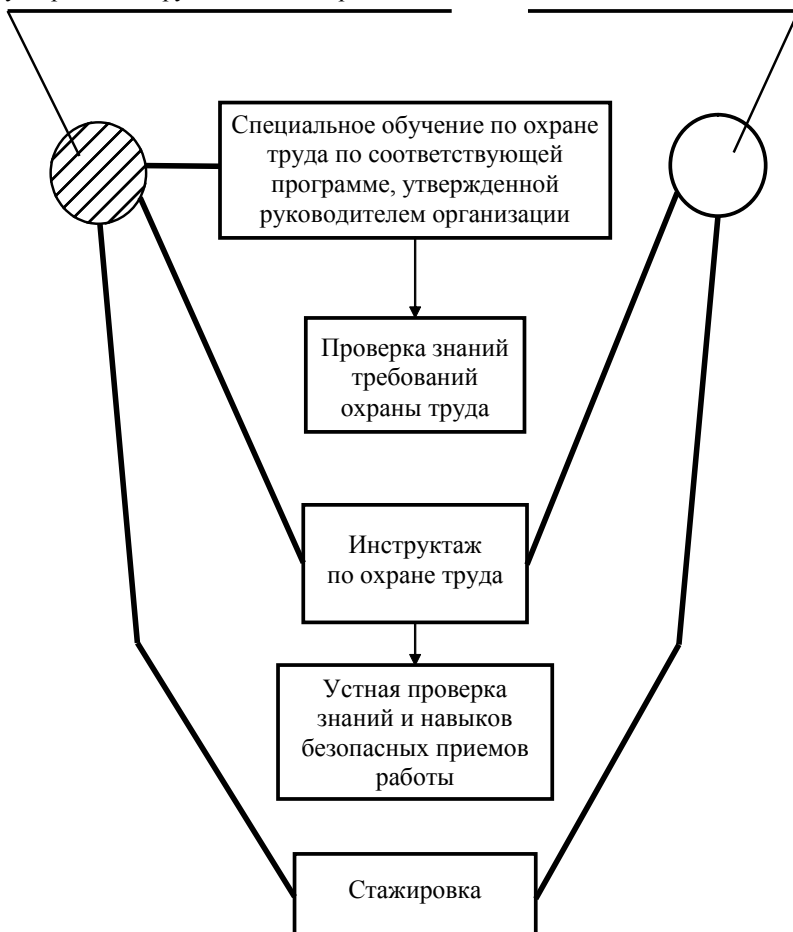 Специальное обучение по охране
труда по соответствующей
программе, утвержденной
руководителем организации
Проверка знаний
требований
охраны труда
Инструктаж
по охране труда
Устная проверка
знаний и навыков
безопасных приемов
работы
Стажировка